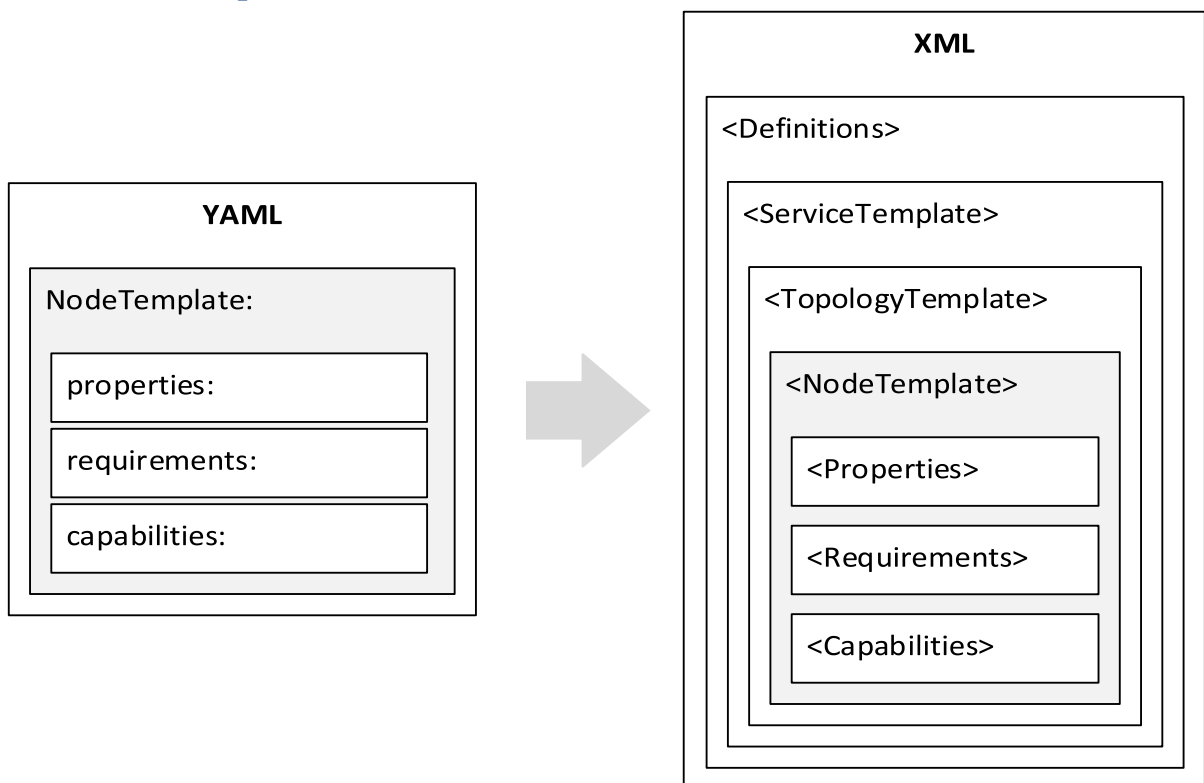 YAML
NodeTemplate:
properties:
requirements:
capabilities:
XML
<Definitions>
<ServiceTemplate>
<TopologyTemplate>
<NodeTemplate>
<Properties>
<Requirements>
<Capabilities>